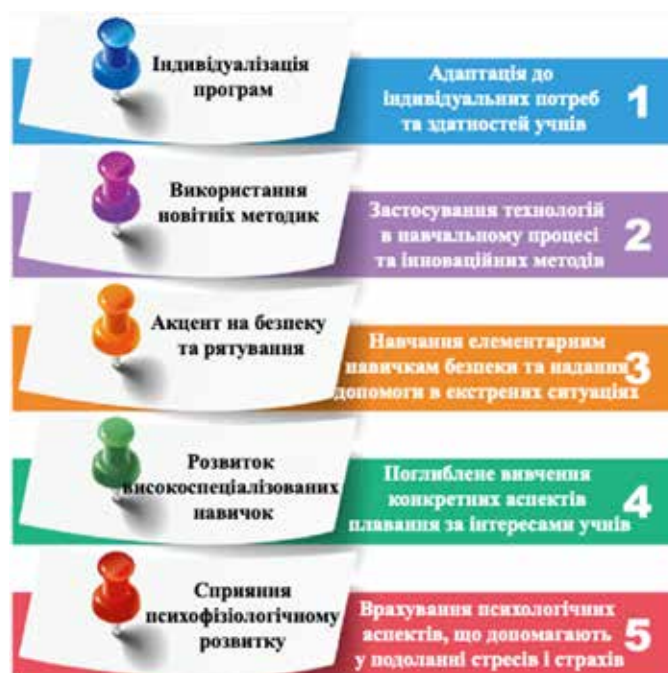 Індивідуалізація
програм
Адаптація до
індивідуальних потреб
та здатностей учнів
1
Використання
новітніх методик
Застосування технологій
в навчальному процесі
та інноваційних методів
2
Акцент на безпеку
та рятування
Навчання елементарним
навичкам безпеки та надання
допомоги в екстрених ситуаціях
3
Розвиток
високоспеціалізованих
навичок
Поглиблене вивчення
конкретних аспектів
плавання за інтересами учнів
4
Сприяння
психофізіологічному
розвитку
Врахування психологічних
аспектів, що допомагають
у подоланні стресів і страхів
5